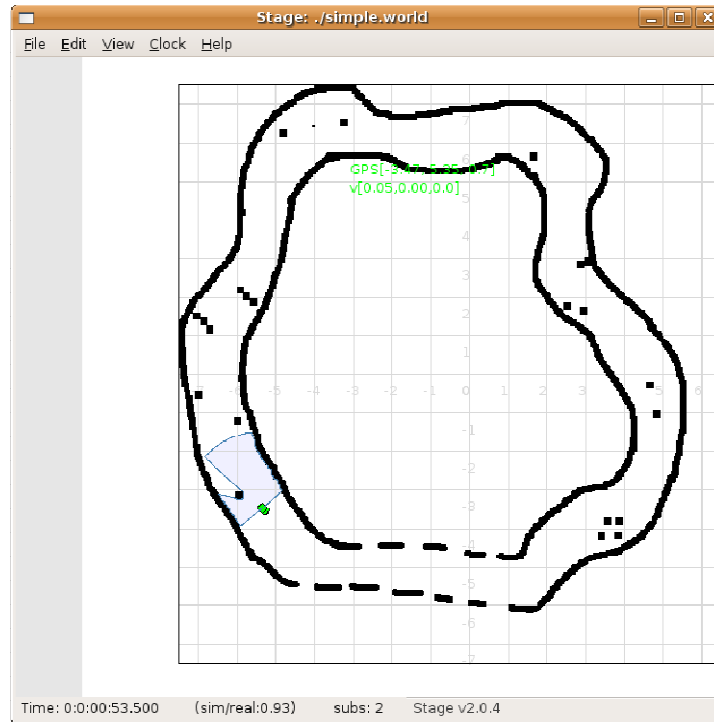 Stage: ./simple.world
File Edit View Clock Help
7
6
v[0.05,0.00,0.0]
5
4
3
2
1
-7 -5 -4 -3 -2 -1 0 1 2 3 5 6
-1
-2
-3
-4
-5
-6
-7
Time: 0:0:00:53.500 (sim/real:0.93) subs: 2 Stage v2.0.4